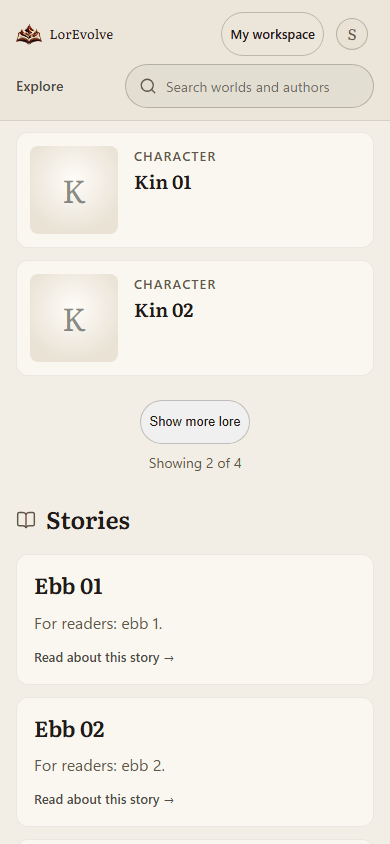 LorEvolve
My workspace
S
Explore
Search worlds and authors
K
CHARACTER
Kin 01
K
CHARACTER
Kin 02
Show more lore
Showing 2 of 4
Stories
Ebb 01
For readers: ebb 1.
Read about this story →
Ebb 02
For readers: ebb 2.
Read about this story →